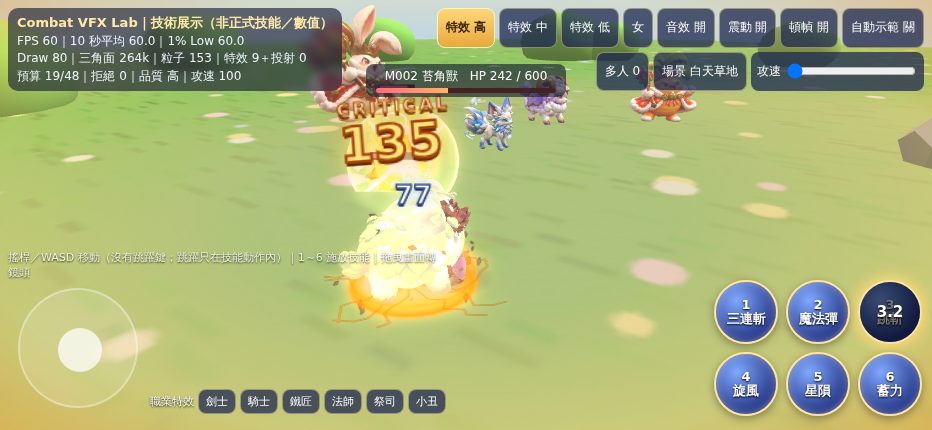 Combat VFX Lab｜技術展示（非正式技能／數值）
FPS 60｜10 秒平均 60.0｜1% Low 60.0
Draw 80｜三角面 264k｜粒子 153｜特效 9＋投射 0
預算 19/48｜拒絕 0｜品質 高｜攻速 100
特效 高
特效 中
特效 低
女
音效 開
震動 開
頓幀 開
自動示範 關
多人 0
場景 白天草地
攻速
M002 苔角獸 HP 242 / 600
CRITICAL
135
77
搖桿／WASD 移動（沒有跳躍鍵；跳躍只在技能動作內）｜1～6 施放技能｜拖曳畫面轉
鏡頭
1
三連斬
2
魔法彈
3
3.2
跳斬
4
旋風
5
星隕
6
蓄力
職業特效
劍士
騎士
鐵匠
法師
祭司
小丑